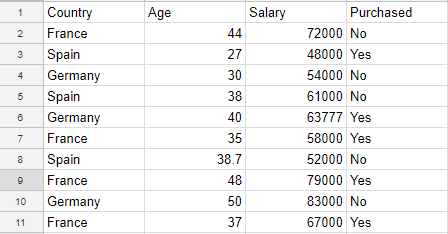 1 Country Age Salary Purchased
2 France 44 72000 No
3 Spain 27 48000 Yes
4 Germany 30 54000 No
5 Spain 38 61000 No
6 Germany 40 63777 Yes
7 France 35 58000 Yes
8 Spain 38.7 52000 No
9 France 48 79000 Yes
10 Germany 50 83000 No
11 France 37 67000 Yes